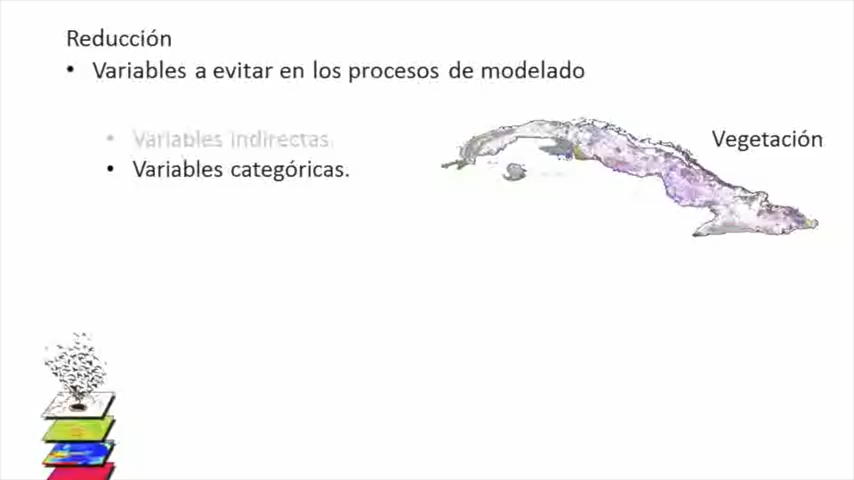 Reducción
• Variables a evitar en los procesos de modelado
• Variables indirectas.
Vegetación
• Variables categóricas.